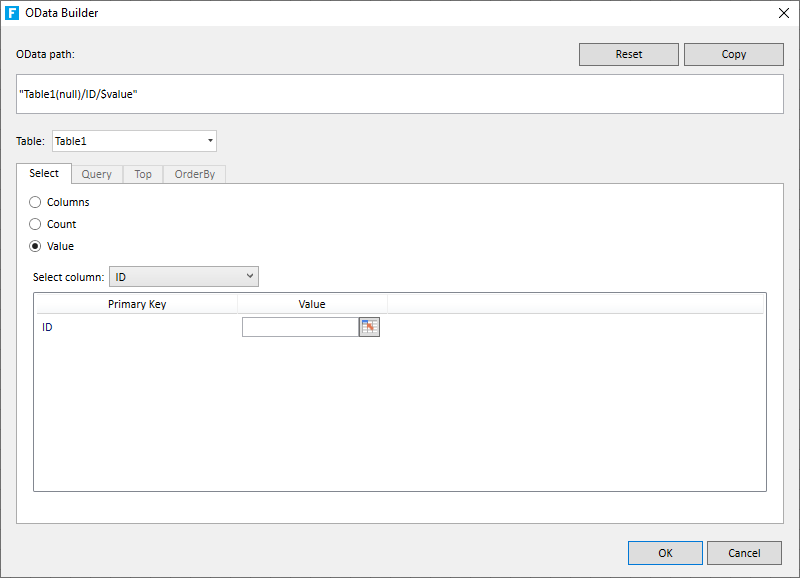 F OData Builder
OData path:
Reset Copy
"Table1(null)/ID/$value"
Table: Table1
Select Query Top OrderBy
Columns
Count
Value
Select column: ID
Primary Key Value
ID
OK Cancel